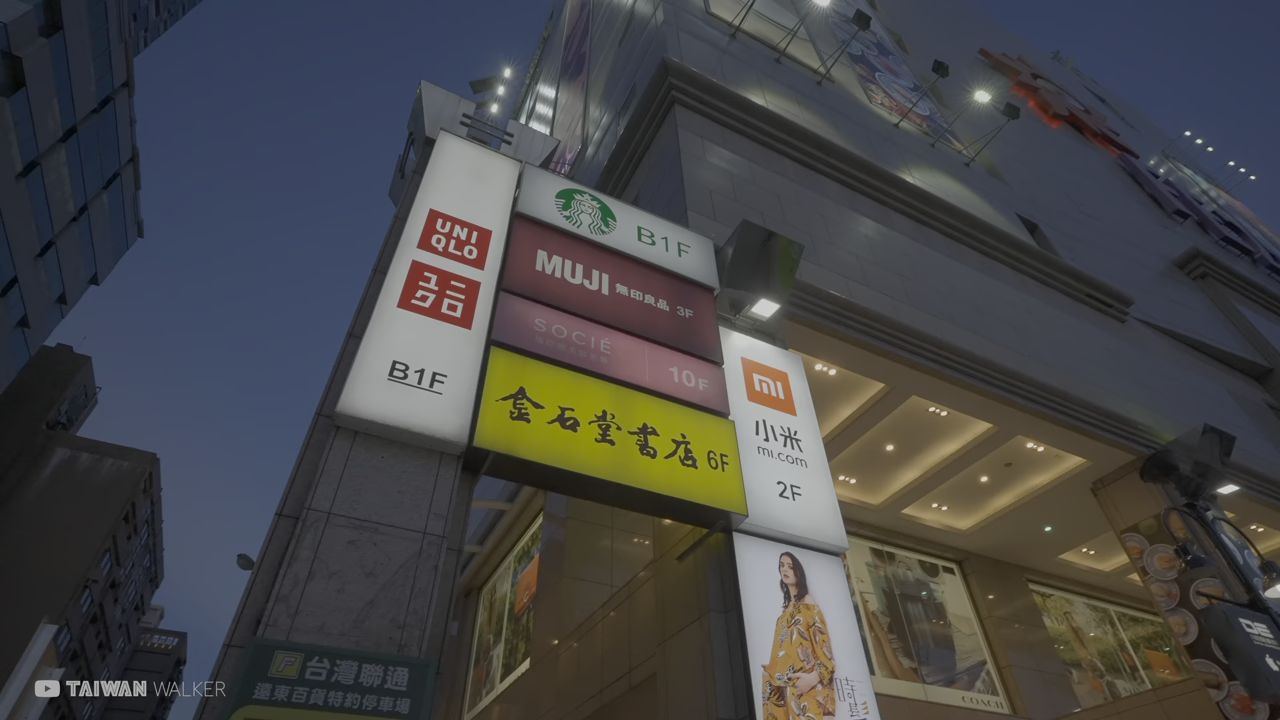 UNI
QLO
ユニ
クロ
B1F
B1F
MUJI 無印良品 3F
SOCIÉ
10F
金石堂書店 6F
mi
小米
mi.com
2F
COACH
P 台灣聯通
遠東百貨特約停車場
TAIWAN WALKER